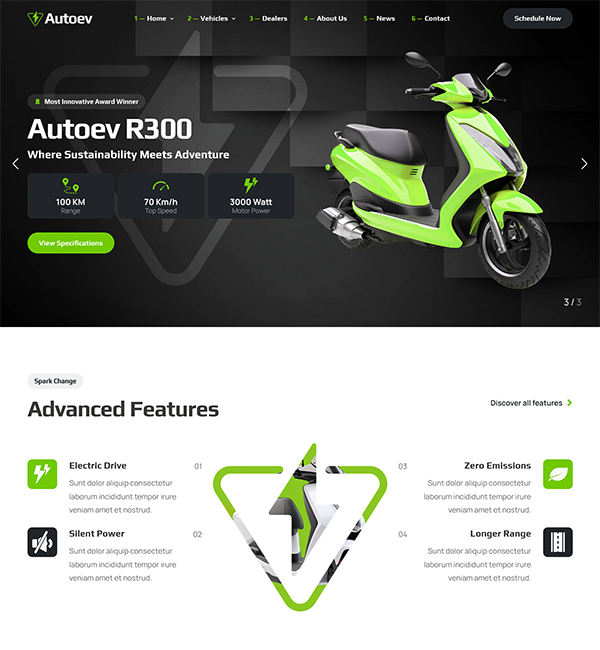 Autoev
1 — Home
2 — Vehicles
3 — Dealers
4 — About Us
5 — News
6 — Contact
Schedule Now
Most Innovative Award Winner
Autoev R300
Where Sustainability Meets Adventure
100 KM
Range
70 Km/h
Top Speed
3000 Watt
Motor Power
View Specifications
3 / 3
Spark Change
Advanced Features
Discover all features
Electric Drive
01
Sunt dolor aliquip consectetur
laborum incididunt tempor irure
veniam amet et nostrud.
Silent Power
02
Sunt dolor aliquip consectetur
laborum incididunt tempor irure
veniam amet et nostrud.
03
Zero Emissions
Sunt dolor aliquip consectetur
laborum incididunt tempor irure
veniam amet et nostrud.
04
Longer Range
Sunt dolor aliquip consectetur
laborum incididunt tempor irure
veniam amet et nostrud.